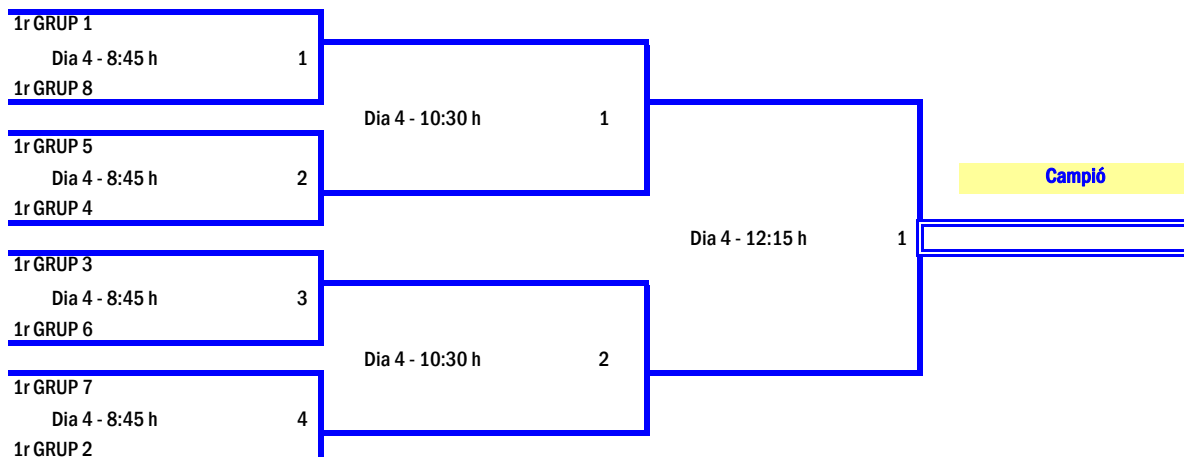 1r GRUP 1
Dia 4 - 8:45 h 1
1r GRUP 8
Dia 4 - 10:30 h 1
1r GRUP 5
Dia 4 - 8:45 h 2
1r GRUP 4
Campió
Dia 4 - 12:15 h 1
1r GRUP 3
Dia 4 - 8:45 h 3
1r GRUP 6
Dia 4 - 10:30 h 2
1r GRUP 7
Dia 4 - 8:45 h 4
1r GRUP 2